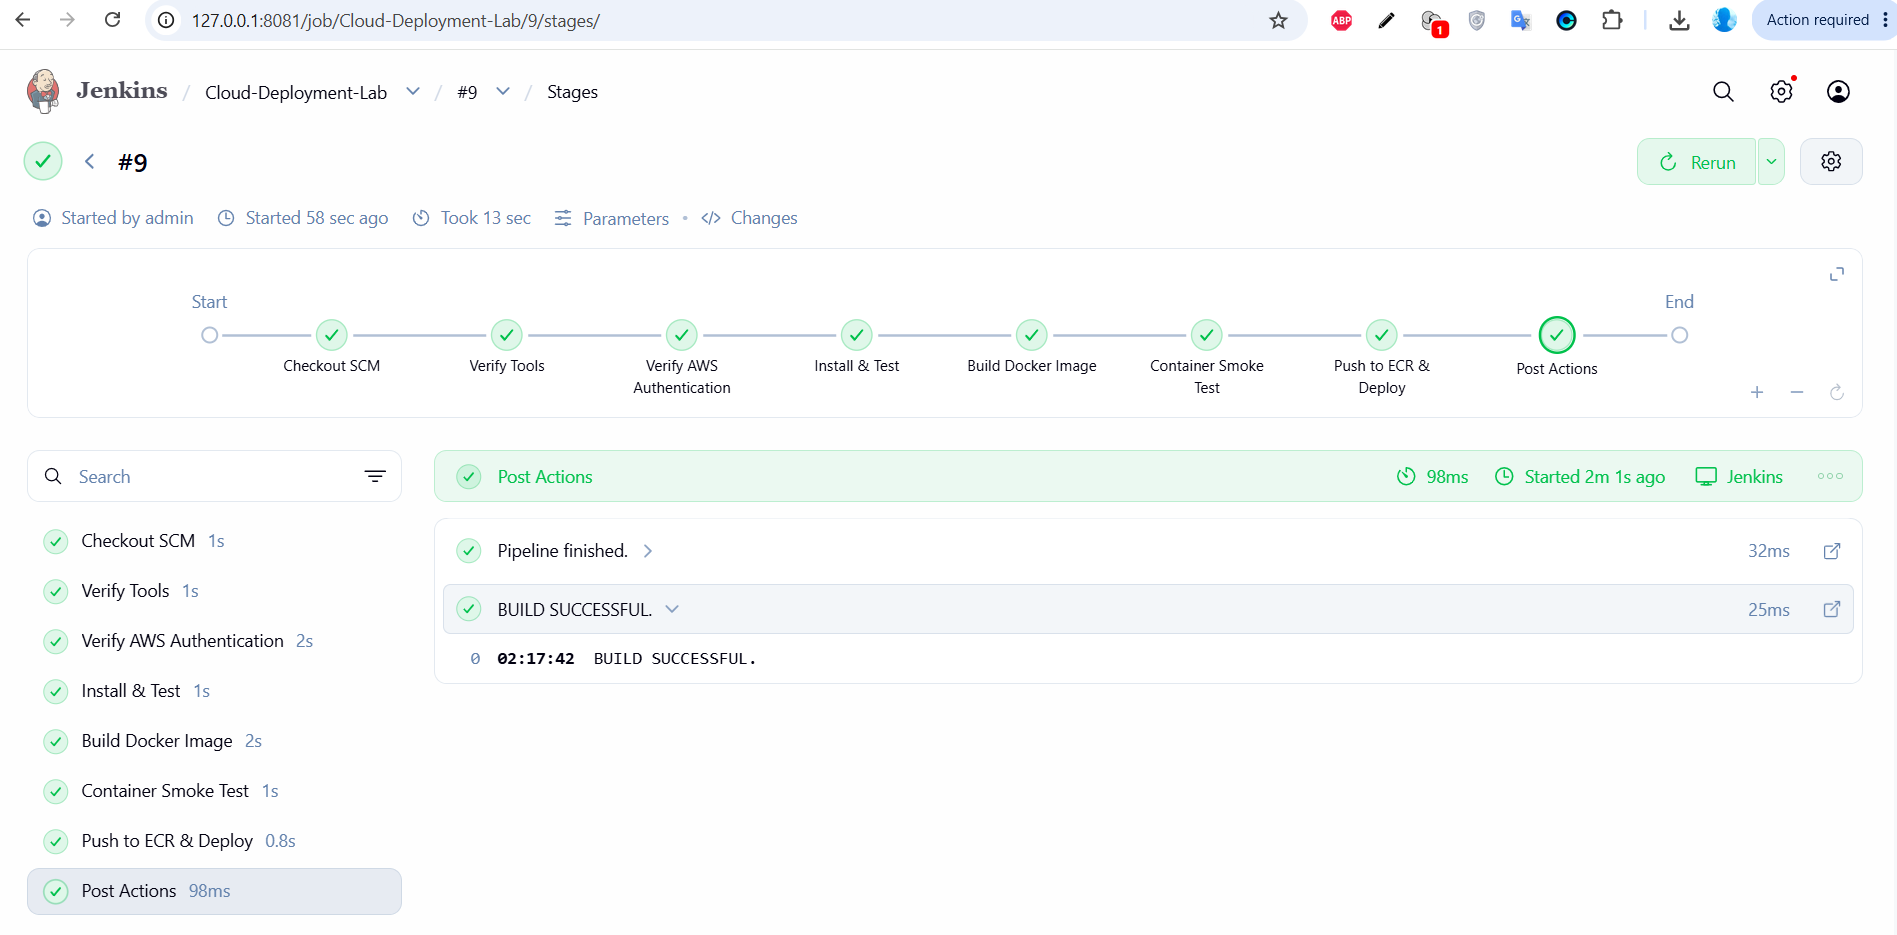 127.0.0.1:8081/job/Cloud-Deployment-Lab/9/stages/
ABP
1
G
Action required
Jenkins / Cloud-Deployment-Lab / #9 / Stages
#9
Rerun
Started by admin
Started 58 sec ago
Took 13 sec
Parameters
Changes
Start
End
Checkout SCM
Verify Tools
Verify AWS
Authentication
Install & Test
Build Docker Image
Container Smoke
Test
Push to ECR &
Deploy
Post Actions
Search
Checkout SCM 1s
Verify Tools 1s
Verify AWS Authentication 2s
Install & Test 1s
Build Docker Image 2s
Container Smoke Test 1s
Push to ECR & Deploy 0.8s
Post Actions 98ms
Post Actions
98ms
Started 2m 1s ago
Jenkins
Pipeline finished.
32ms
BUILD SUCCESSFUL.
25ms
0 02:17:42 BUILD SUCCESSFUL.